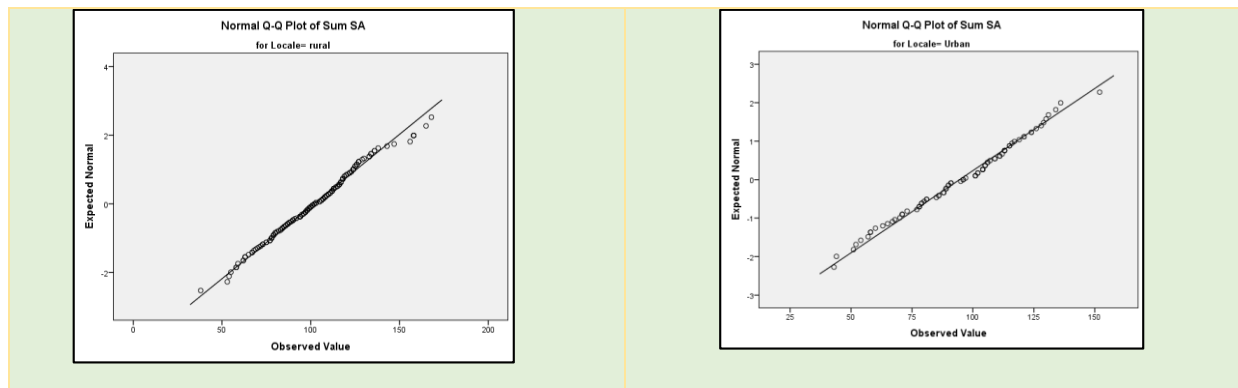 Normal Q-Q Plot of Sum SA
for Locale= rural
4
2
0
-2
0 50 100 150 200
Expected Normal
Observed Value
Normal Q-Q Plot of Sum SA
for Locale= Urban
3
2
1
0
-1
-2
-3
25 50 75 100 125 150
Expected Normal
Observed Value